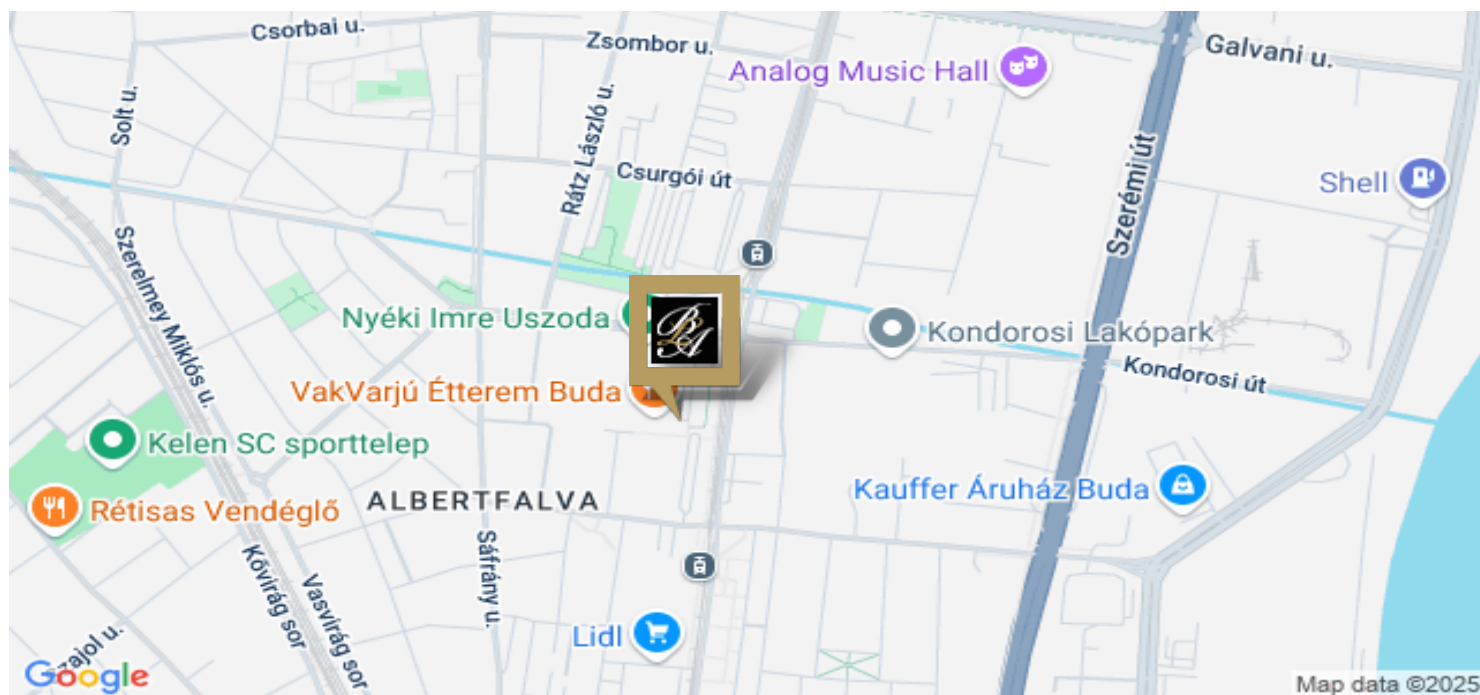 Csorbai u.
Zsombor u.
Galvani u.
Analog Music Hall
Solt u.
Rátz László u.
Csurgói út
Shell
Szerémi út
Szerelmey Miklós u.
Nyéki Imre Uszoda
Kondorosi Lakópark
Kondorosi út
VakVarjú Étterem Buda
Kelen SC sporttelep
Kauffer Áruház Buda
ALBERTFALVA
Rétisas Vendéglő
Sáfrány u.
Kővirág sor
Vasvirág sor
Lidl
Google
Map data ©2025